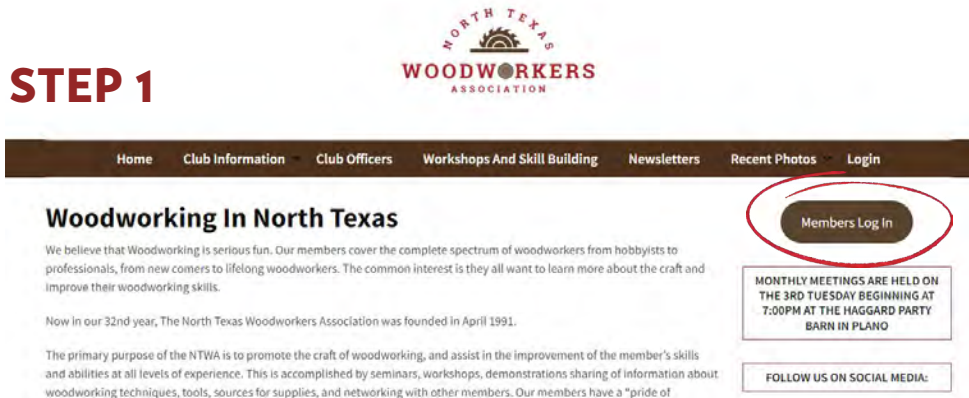 NORTH TEXAS
WOODWORKERS
ASSOCIATION
STEP 1
Home Club Information Club Officers Workshops And Skill Building Newsletters Recent Photos Login
Woodworking In North Texas
Members Log In
We believe that Woodworking is serious fun. Our members cover the complete spectrum of woodworkers from hobbyists to
professionals, from new comers to lifelong woodworkers. The common interest is they all want to learn more about the craft and
improve their woodworking skills.
Now in our 32nd year, The North Texas Woodworkers Association was founded in April 1991.
The primary purpose of the NTWA is to promote the craft of woodworking, and assist in the improvement of the member's skills
and abilities at all levels of experience. This is accomplished by seminars, workshops, demonstrations sharing of information about
woodworking techniques, tools, sources for supplies, and networking with other members. Our members have a "pride of
MONTHLY MEETINGS ARE HELD ON
THE 3RD TUESDAY BEGINNING AT
7:00PM AT THE HAGGARD PARTY
BARN IN PLANO
FOLLOW US ON SOCIAL MEDIA: